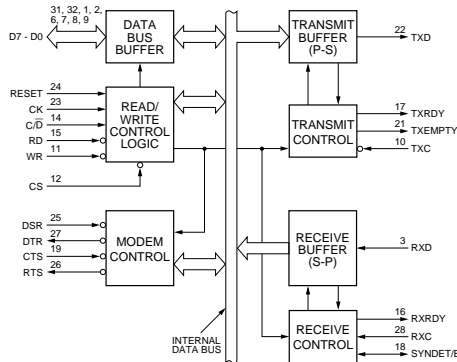 31, 32, 1, 2,
6, 7, 8, 9
D7 - D0
DATA
BUS
BUFFER
TRANSMIT
BUFFER
(P-S)
22
TXD
RESET
24
CK
23
C/D̅
14
RD
15
WR
11
READ/
WRITE
CONTROL
LOGIC
CS
12
TRANSMIT
CONTROL
17
TXRDY
21
TXEMPTY
10
TXC
DSR
25
DTR
27
CTS
19
RTS
26
MODEM
CONTROL
RECEIVE
BUFFER
(S-P)
3
RXD
INTERNAL
DATA BUS
RECEIVE
CONTROL
16
RXRDY
28
RXC
18